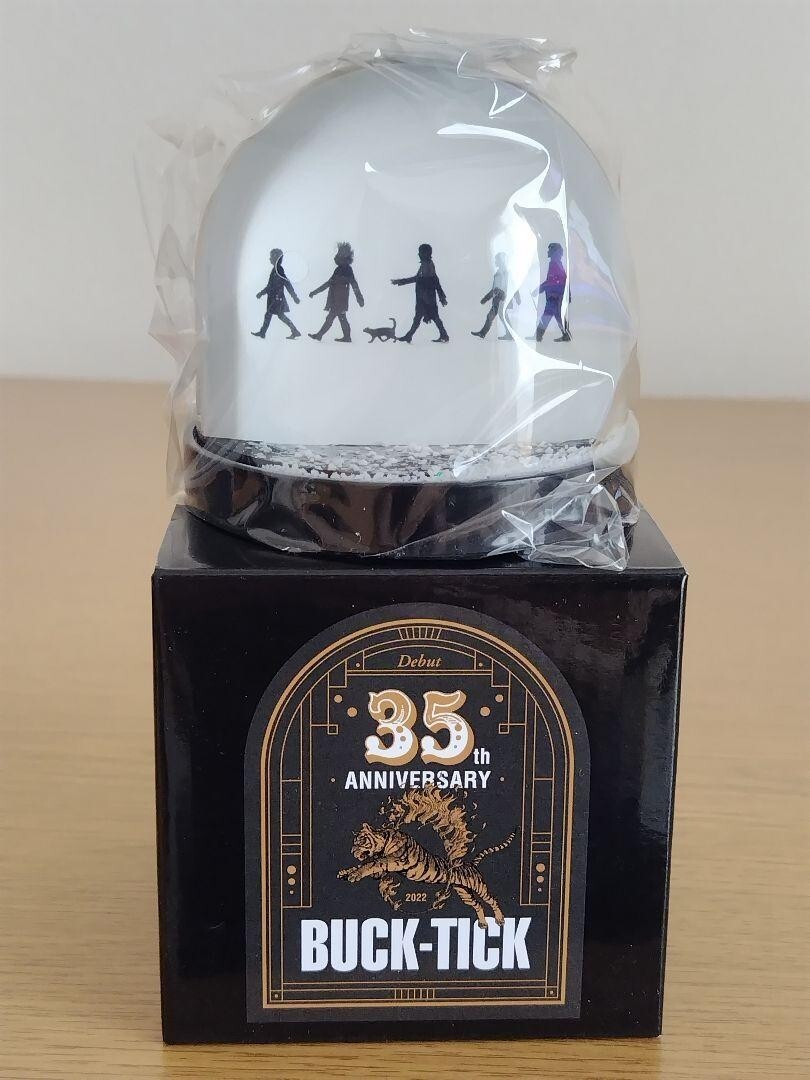 Debut
35th
ANNIVERSARY
2022
BUCK-TICK